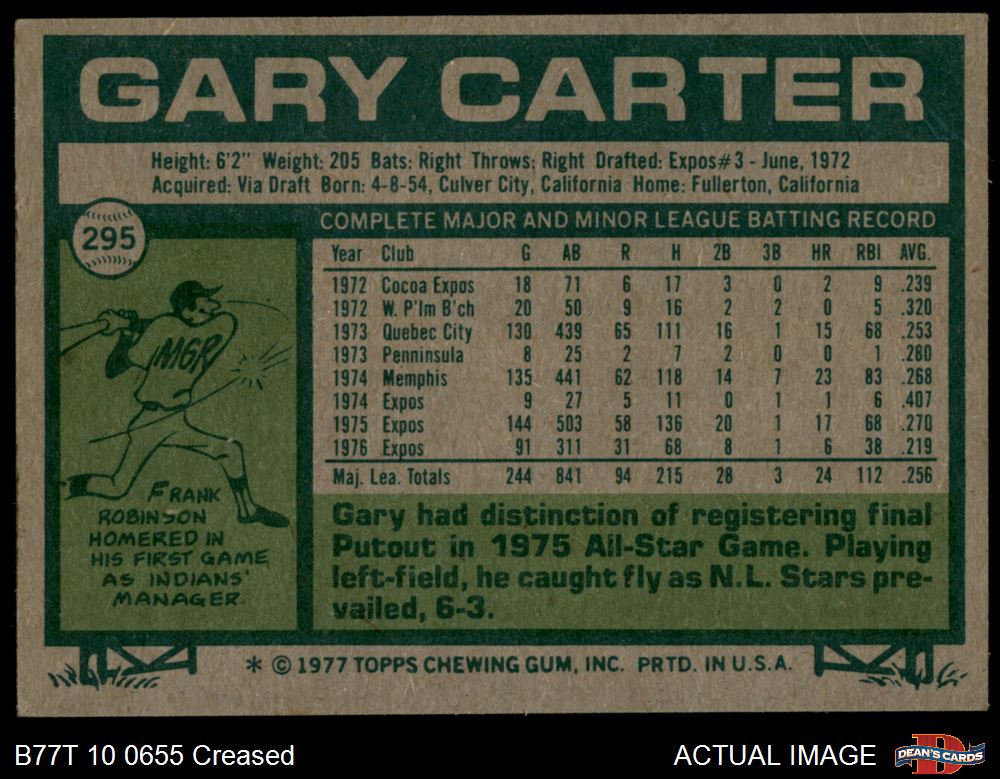 GARY CARTER
Height: 6'2" Weight: 205 Bats: Right Throws: Right Drafted: Expos#3 - June, 1972
Acquired: Via Draft Born: 4-8-54, Culver City, California Home: Fullerton, California
295
COMPLETE MAJOR AND MINOR LEAGUE BATTING RECORD
Year Club G AB R H 2B 3B HR RBI AVG.
1972 Cocoa Expos 18 71 6 17 3 0 2 9 .239
1972 W. P'lm B'ch 20 50 9 16 2 2 0 5 .320
1973 Quebec City 130 439 65 111 16 1 15 68 .253
1973 Penninsula 8 25 2 7 2 0 0 1 .280
1974 Memphis 135 441 62 118 14 7 23 83 .268
1974 Expos 9 27 5 11 0 1 1 6 .407
1975 Expos 144 503 58 136 20 1 17 68 .270
1976 Expos 91 311 31 68 8 1 6 38 .219
Maj. Lea. Totals 244 841 94 215 28 3 24 112 .256
MGR
FRANK
ROBINSON
HOMERED IN
HIS FIRST GAME
AS INDIANS'
MANAGER.
Gary had distinction of registering final
Putout in 1975 All-Star Game. Playing
left-field, he caught fly as N.L. Stars pre-
vailed, 6-3.
* © 1977 TOPPS CHEWING GUM, INC. PRTD. IN U.S.A.
B77T 10 0655 Creased
ACTUAL IMAGE
DEAN'S CARDS